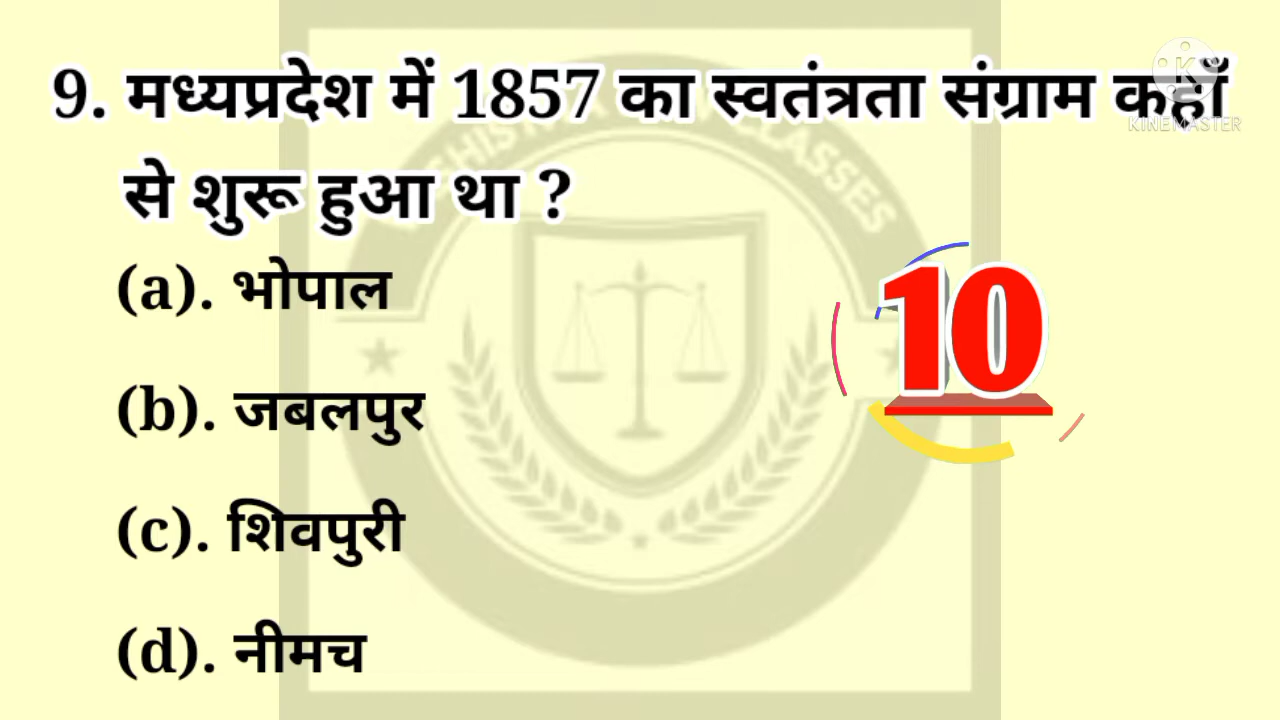 9. मध्यप्रदेश में 1857 का स्वतंत्रता संग्राम कहाँ
KINEMASTER
से शुरू हुआ था ?
(a). भोपाल
10
(b). जबलपुर
(c). शिवपुरी
(d). नीमच